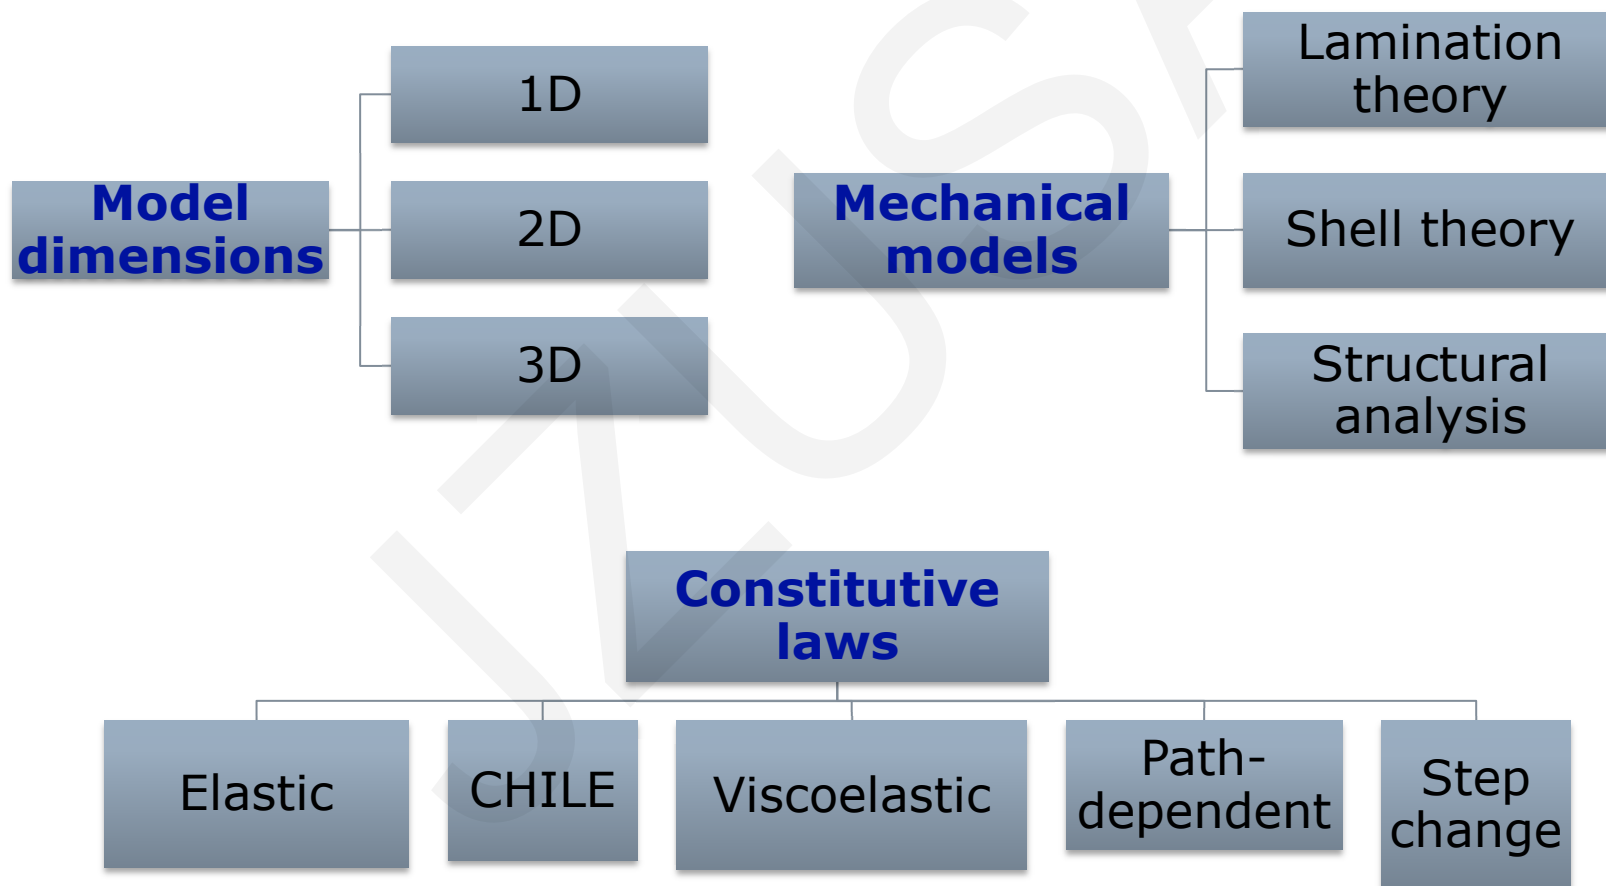 1D
Model
dimensions
2D
3D
Lamination
theory
Mechanical
models
Shell theory
Structural
analysis
Constitutive
laws
Elastic
CHILE
Viscoelastic
Path-
dependent
Step
change
JZUSA